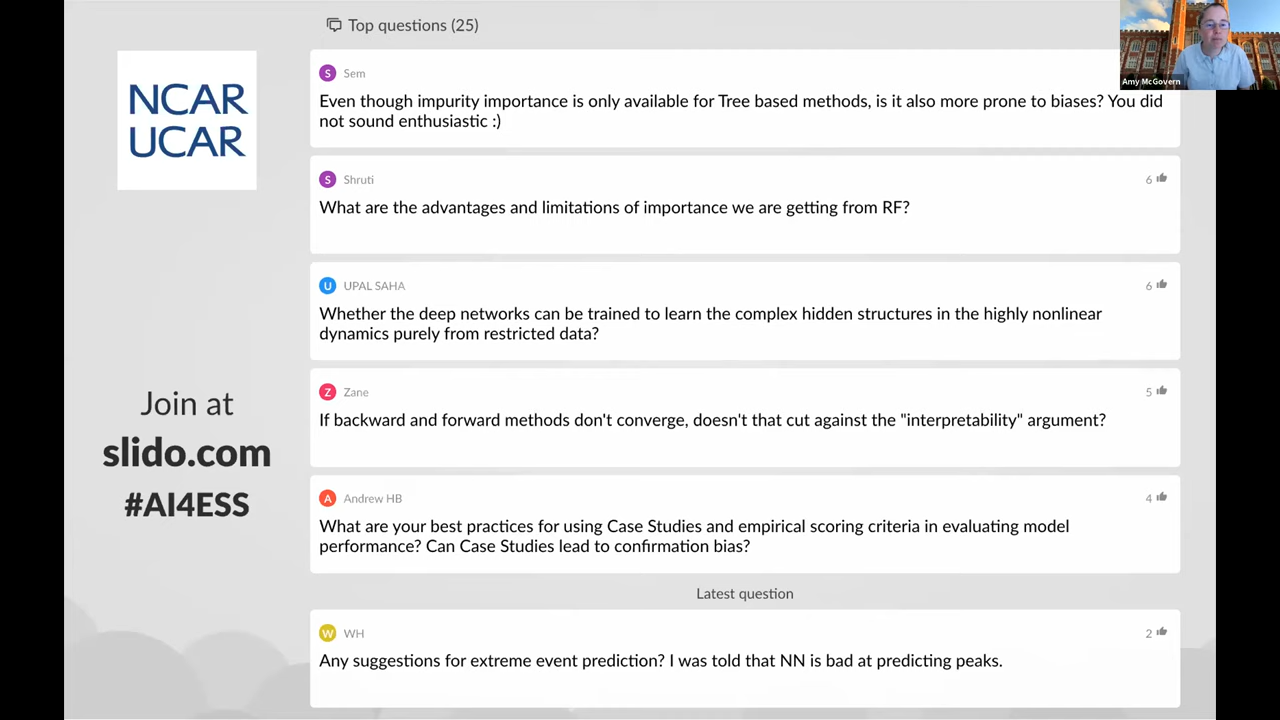 Top questions (25)
Amy McGovern
NCAR
UCAR
S Sem
Even though impurity importance is only available for Tree based methods, is it also more prone to biases? You did
not sound enthusiastic :)
S Shruti 6
What are the advantages and limitations of importance we are getting from RF?
U UPAL SAHA 6
Whether the deep networks can be trained to learn the complex hidden structures in the highly nonlinear
dynamics purely from restricted data?
Z Zane 5
If backward and forward methods don't converge, doesn't that cut against the "interpretability" argument?
Join at
slido.com
#AI4ESS
A Andrew HB 4
What are your best practices for using Case Studies and empirical scoring criteria in evaluating model
performance? Can Case Studies lead to confirmation bias?
Latest question
W WH 2
Any suggestions for extreme event prediction? I was told that NN is bad at predicting peaks.